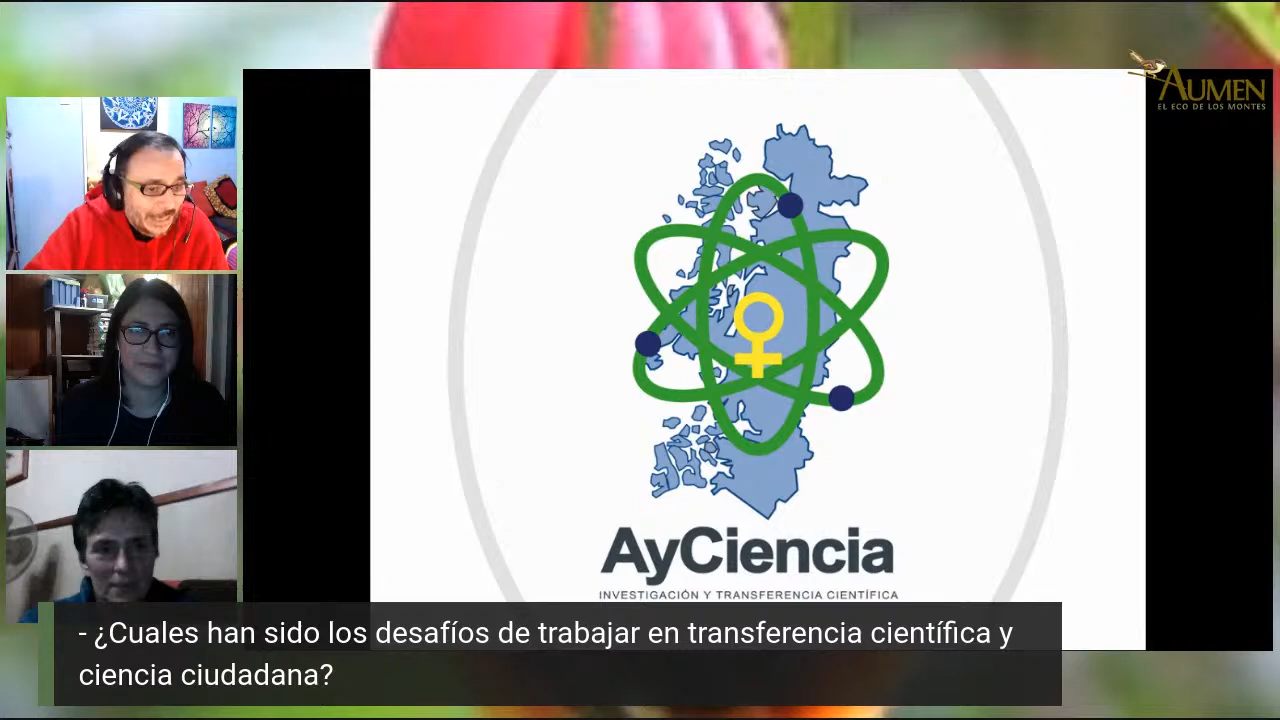 AUMEN
EL ECO DE LOS MONTES
AyCiencia
INVESTIGACIÓN Y TRANSFERENCIA CIENTÍFICA
- ¿Cuales han sido los desafíos de trabajar en transferencia científica y
ciencia ciudadana?